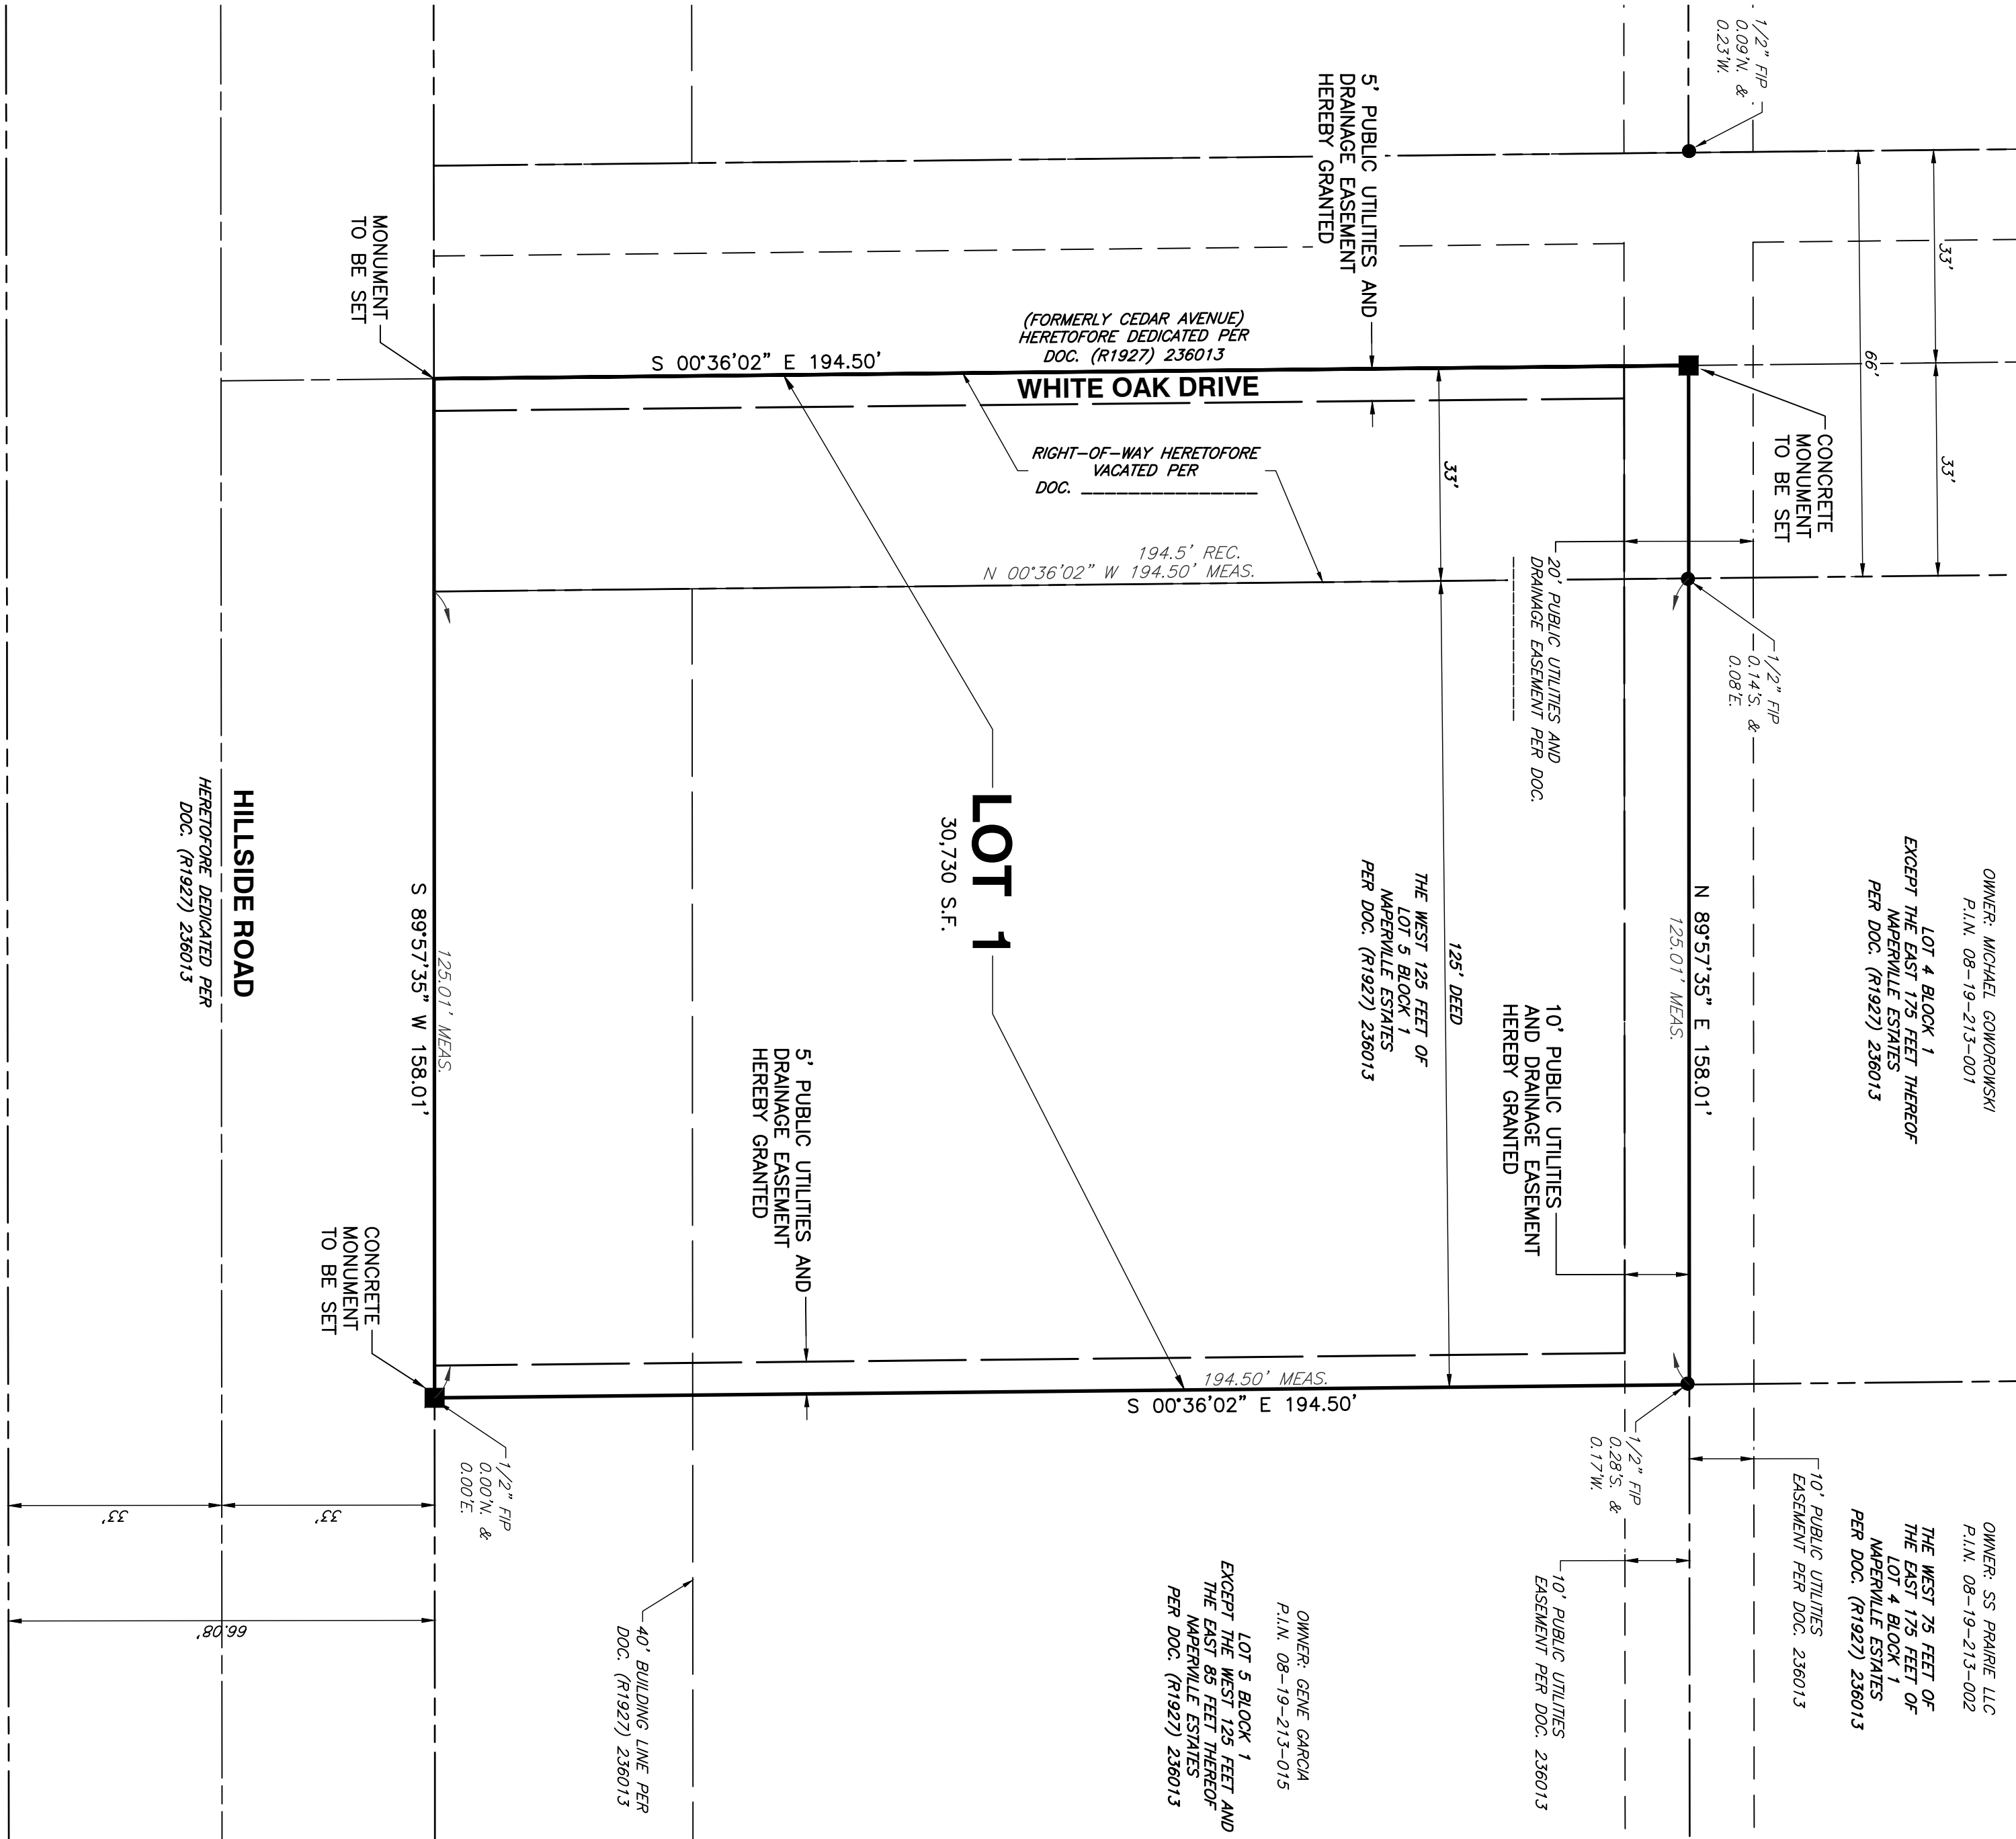 OWNER: MICHAEL GOWOROWSKI
P.I.N. 08-19-213-001
LOT 4 BLOCK 1
EXCEPT THE EAST 175 FEET THEREOF
NAPERVILLE ESTATES
PER DOC. (R1927) 236013
OWNER: SS PRAIRIE LLC
P.I.N. 08-19-213-002
THE WEST 75 FEET OF
THE EAST 175 FEET OF
LOT 4 BLOCK 1
NAPERVILLE ESTATES
PER DOC. (R1927) 236013
10' PUBLIC UTILITIES
EASEMENT PER DOC. 236013
33'
33'
66'
CONCRETE
MONUMENT
TO BE SET
1/2" FIP
0.09'N. &
0.23'W.
1/2" FIP
0.14'S. &
0.08'E.
N 89°57'35" E 158.01'
125.01' MEAS.
1/2" FIP
0.28'S. &
0.17'W.
20' PUBLIC UTILITIES AND
DRAINAGE EASEMENT PER DOC.
_______________
10' PUBLIC UTILITIES
AND DRAINAGE EASEMENT
HEREBY GRANTED
10' PUBLIC UTILITIES
EASEMENT PER DOC. 236013
5' PUBLIC UTILITIES AND
DRAINAGE EASEMENT
HEREBY GRANTED
33'
125' DEED
THE WEST 125 FEET OF
LOT 5 BLOCK 1
NAPERVILLE ESTATES
PER DOC. (R1927) 236013
(FORMERLY CEDAR AVENUE)
HERETOFORE DEDICATED PER
DOC. (R1927) 236013
WHITE OAK DRIVE
S 00°36'02" E 194.50'
RIGHT-OF-WAY HERETOFORE
VACATED PER
DOC. _______________
194.5' REC.
N 00°36'02" W 194.50' MEAS.
194.50' MEAS.
S 00°36'02" E 194.50'
OWNER: GENE GARCIA
P.I.N. 08-19-213-015
LOT 5 BLOCK 1
EXCEPT THE WEST 125 FEET AND
THE EAST 85 FEET THEREOF
NAPERVILLE ESTATES
PER DOC. (R1927) 236013
LOT 1
30,730 S.F.
5' PUBLIC UTILITIES AND
DRAINAGE EASEMENT
HEREBY GRANTED
40' BUILDING LINE PER
DOC. (R1927) 236013
1/2" FIP
0.00'N. &
0.00'E.
125.01' MEAS.
S 89°57'35" W 158.01'
MONUMENT
TO BE SET
CONCRETE
MONUMENT
TO BE SET
33'
33'
66.08'
HILLSIDE ROAD
HERETOFORE DEDICATED PER
DOC. (R1927) 236013